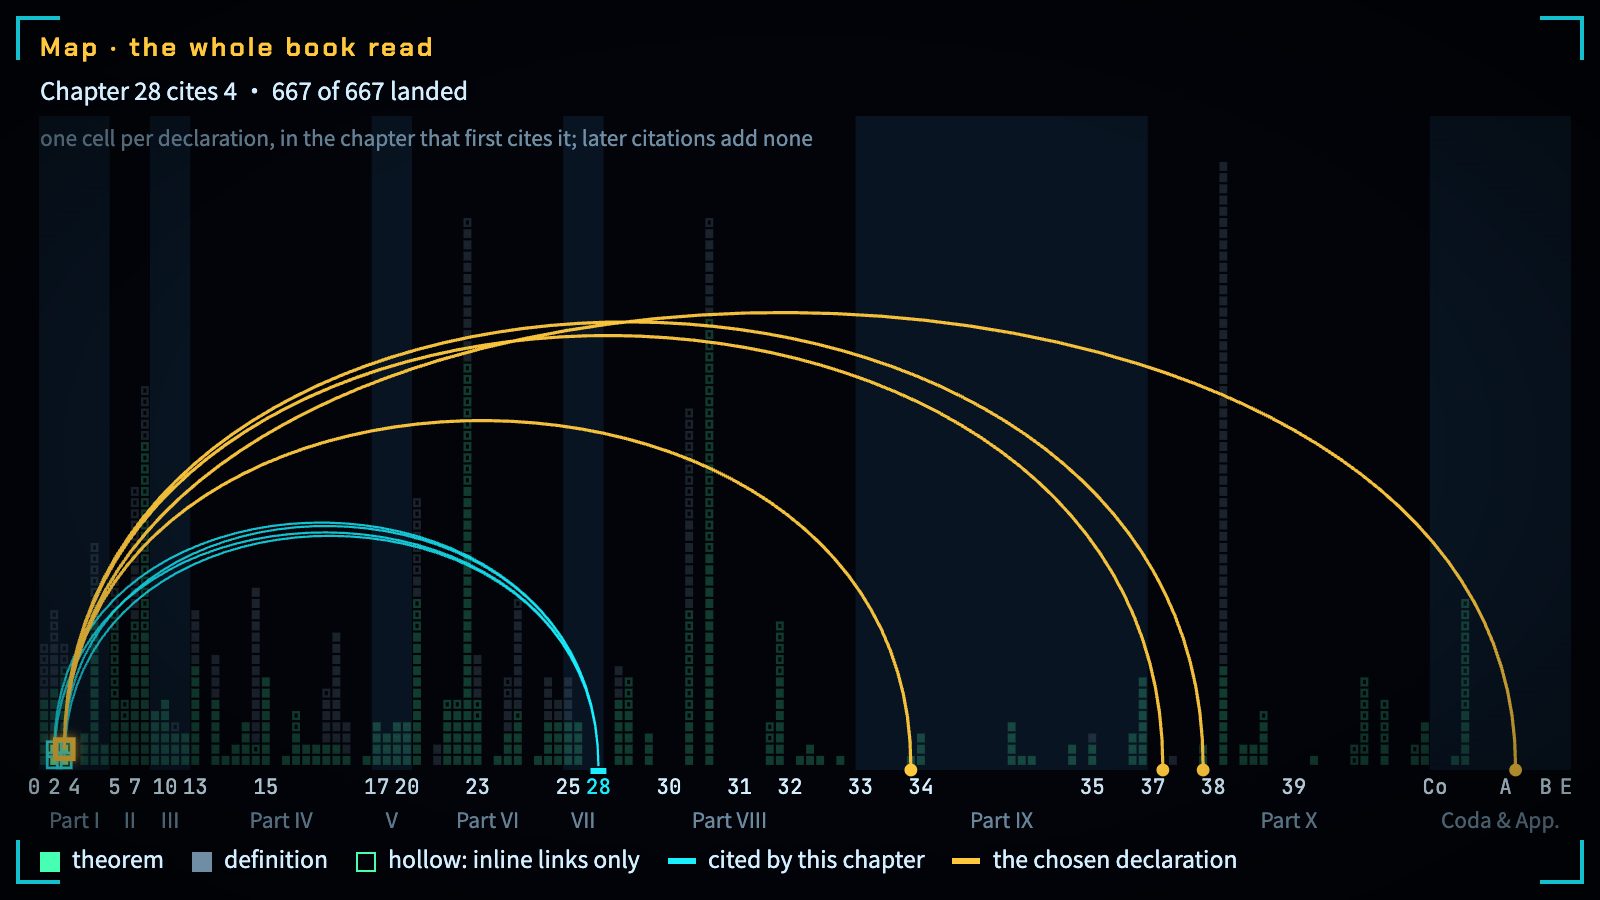 Map · the whole book read
Chapter 28 cites 4 · 667 of 667 landed
one cell per declaration, in the chapter that first cites it; later citations add none
0 2 4 5 7 10 13 15 17 20 23 25 28 30 31 32 33 34 35 37 38 39 Co A B E
Part I II III Part IV V Part VI VII Part VIII Part IX Part X Coda & App.
theorem definition hollow: inline links only cited by this chapter the chosen declaration